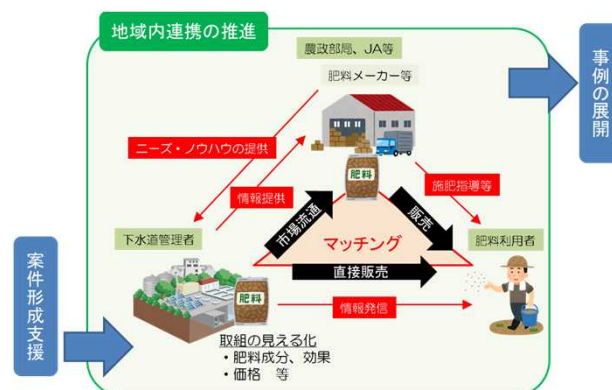 地域内連携の推進
農政部局、JA等
肥料メーカー等
事例の展開
ニーズ・ノウハウの提供
情報提供
肥料
施肥指導等
下水道管理者
市場流通
販売
肥料利用者
マッチング
直接販売
案件形成支援
肥料
情報発信
取組の見える化
・肥料成分、効果
・価格 等